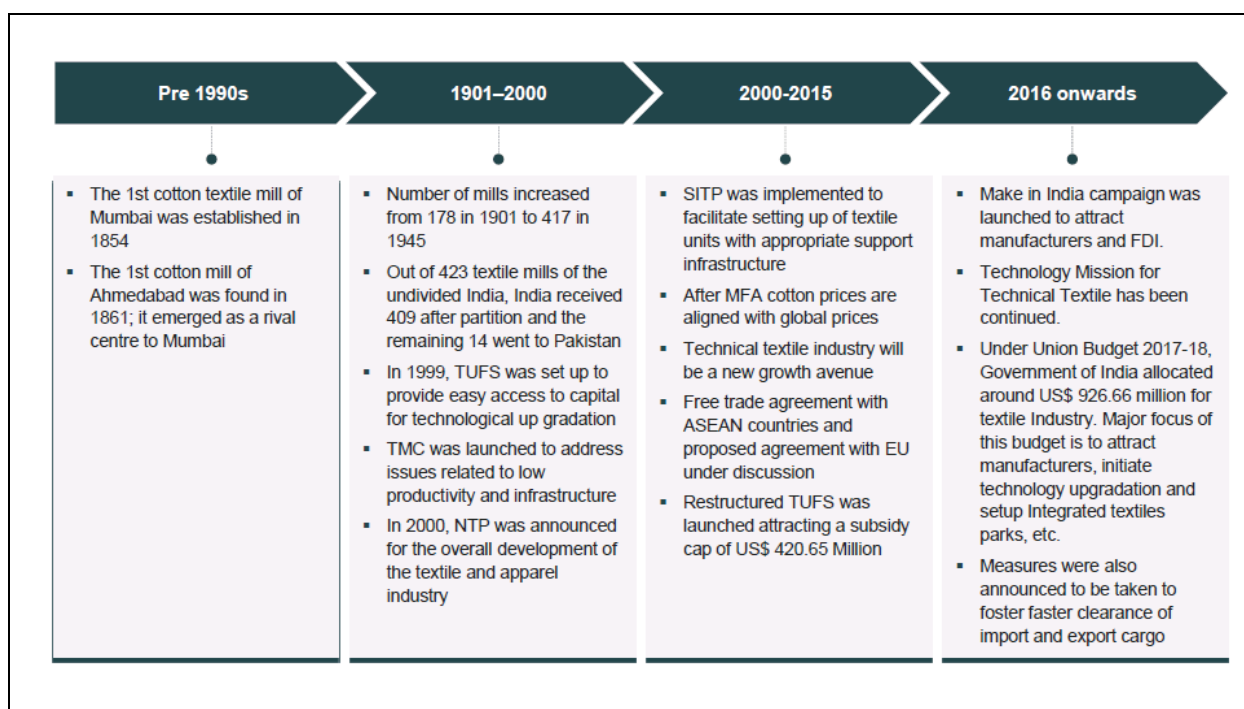 Pre 1990s
1901–2000
2000-2015
2016 onwards
▪ The 1st cotton textile mill of
Mumbai was established in
1854
▪ The 1st cotton mill of
Ahmedabad was found in
1861; it emerged as a rival
centre to Mumbai
▪ Number of mills increased
from 178 in 1901 to 417 in
1945
▪ Out of 423 textile mills of the
undivided India, India received
409 after partition and the
remaining 14 went to Pakistan
▪ In 1999, TUFS was set up to
provide easy access to capital
for technological up gradation
▪ TMC was launched to address
issues related to low
productivity and infrastructure
▪ In 2000, NTP was announced
for the overall development of
the textile and apparel
industry
▪ SITP was implemented to
facilitate setting up of textile
units with appropriate support
infrastructure
▪ After MFA cotton prices are
aligned with global prices
▪ Technical textile industry will
be a new growth avenue
▪ Free trade agreement with
ASEAN countries and
proposed agreement with EU
under discussion
▪ Restructured TUFS was
launched attracting a subsidy
cap of US$ 420.65 Million
▪ Make in India campaign was
launched to attract
manufacturers and FDI.
▪ Technology Mission for
Technical Textile has been
continued.
▪ Under Union Budget 2017-18,
Government of India allocated
around US$ 926.66 million for
textile Industry. Major focus of
this budget is to attract
manufacturers, initiate
technology upgradation and
setup Integrated textiles
parks, etc.
▪ Measures were also
announced to be taken to
foster faster clearance of
import and export cargo